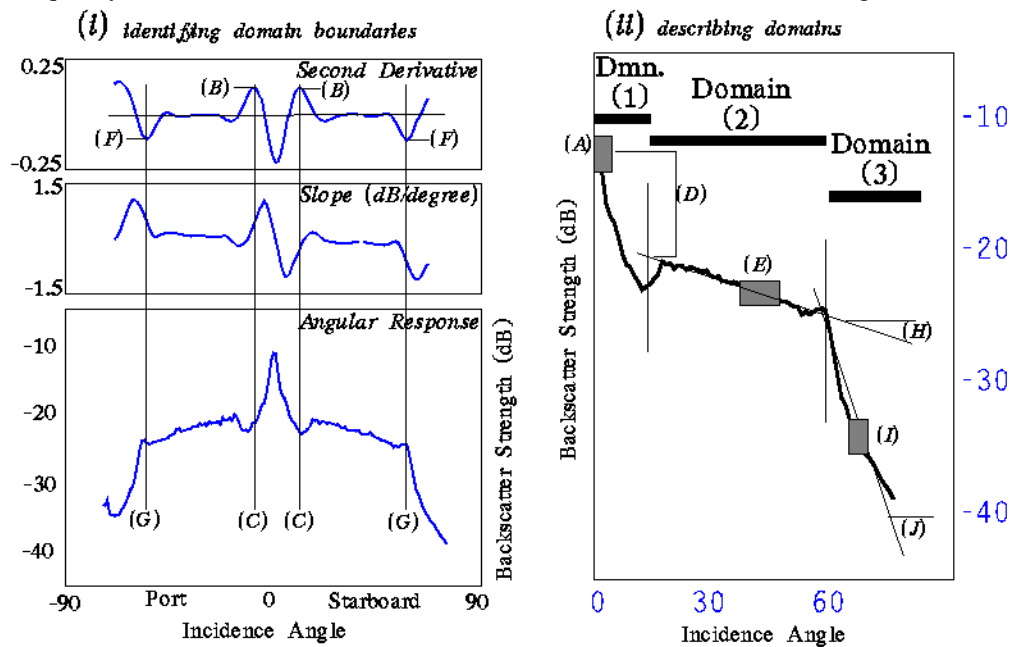 (i) identifying domain boundaries
0.25
Second Derivative
(B)
(B)
(F)
(F)
-0.25
1.5
Slope (dB/degree)
-1.5
Angular Response
-10
-20
-30
-40
(G)
(C)
(C)
(G)
Backscatter Strength (dB)
-90
Port
0
Starboard
90
Incidence Angle
(ii) describing domains
Dmn.
(1)
Domain
(2)
Domain
(3)
(A)
(D)
(E)
(H)
(I)
(J)
-10
-20
-30
-40
Backscatter Strength (dB)
0
30
60
Incidence Angle